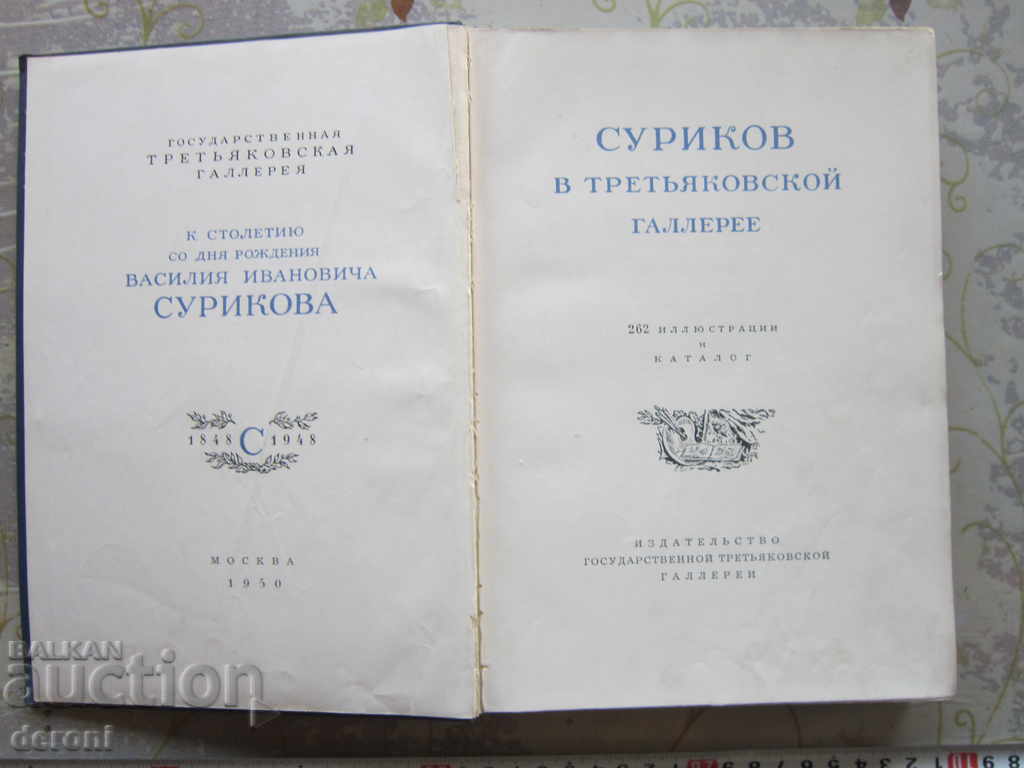 ГОСУДАРСТВЕННАЯ
ТРЕТЬЯКОВСКАЯ
ГАЛЛЕРЕЯ
К СТОЛЕТИЮ
СО ДНЯ РОЖДЕНИЯ
ВАСИЛИЯ ИВАНОВИЧА
СУРИКОВА
1848 С 1948
МОСКВА
1950
СУРИКОВ
В ТРЕТЬЯКОВСКОЙ
ГАЛЛЕРЕЕ
262 ИЛЛЮСТРАЦИИ
И
КАТАЛОГ
ИЗДАТЕЛЬСТВО
ГОСУДАРСТВЕННОЙ ТРЕТЬЯКОВСКОЙ
ГАЛЛЕРЕИ
BALKAN
auction
deroni